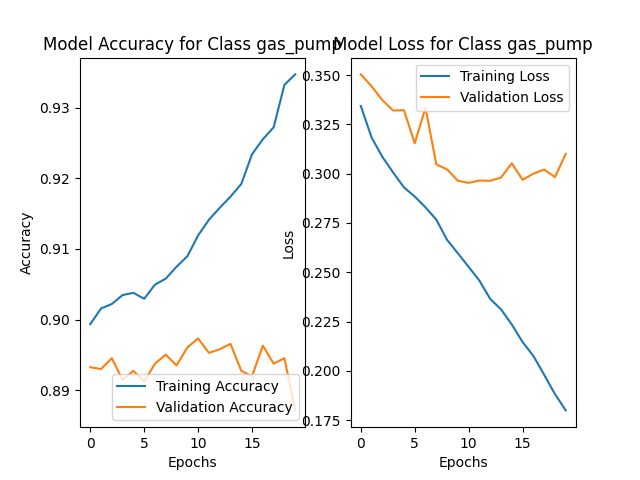 Model Accuracy for Class gas_pump
Accuracy
0.93
0.92
0.91
0.90
0.89
0
5
10
15
Epochs
Training Accuracy
Validation Accuracy
Model Loss for Class gas_pump
Loss
0.350
0.325
0.300
0.275
0.250
0.225
0.200
0.175
0
5
10
15
Epochs
Training Loss
Validation Loss